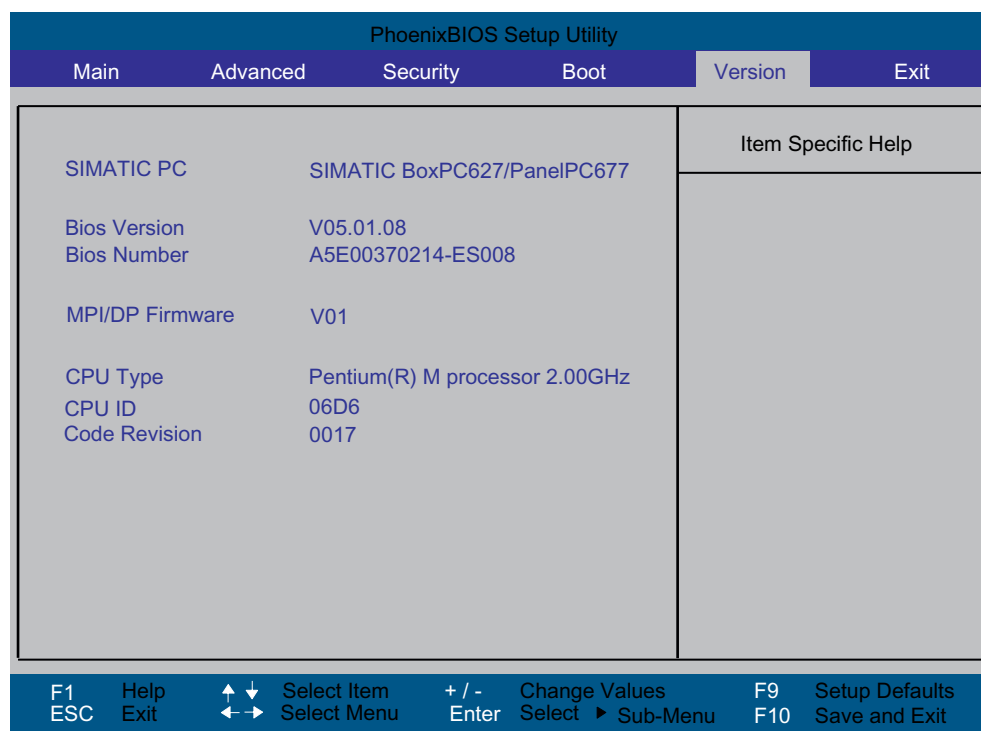 PhoenixBIOS Setup Utility
Main Advanced Security Boot Version Exit
Item Specific Help
SIMATIC PC SIMATIC BoxPC627/PanelPC677
Bios Version V05.01.08
Bios Number A5E00370214-ES008
MPI/DP Firmware V01
CPU Type Pentium(R) M processor 2.00GHz
CPU ID 06D6
Code Revision 0017
F1 Help Select Item + / - Change Values F9 Setup Defaults
ESC Exit Select Menu Enter Select Sub-Menu F10 Save and Exit